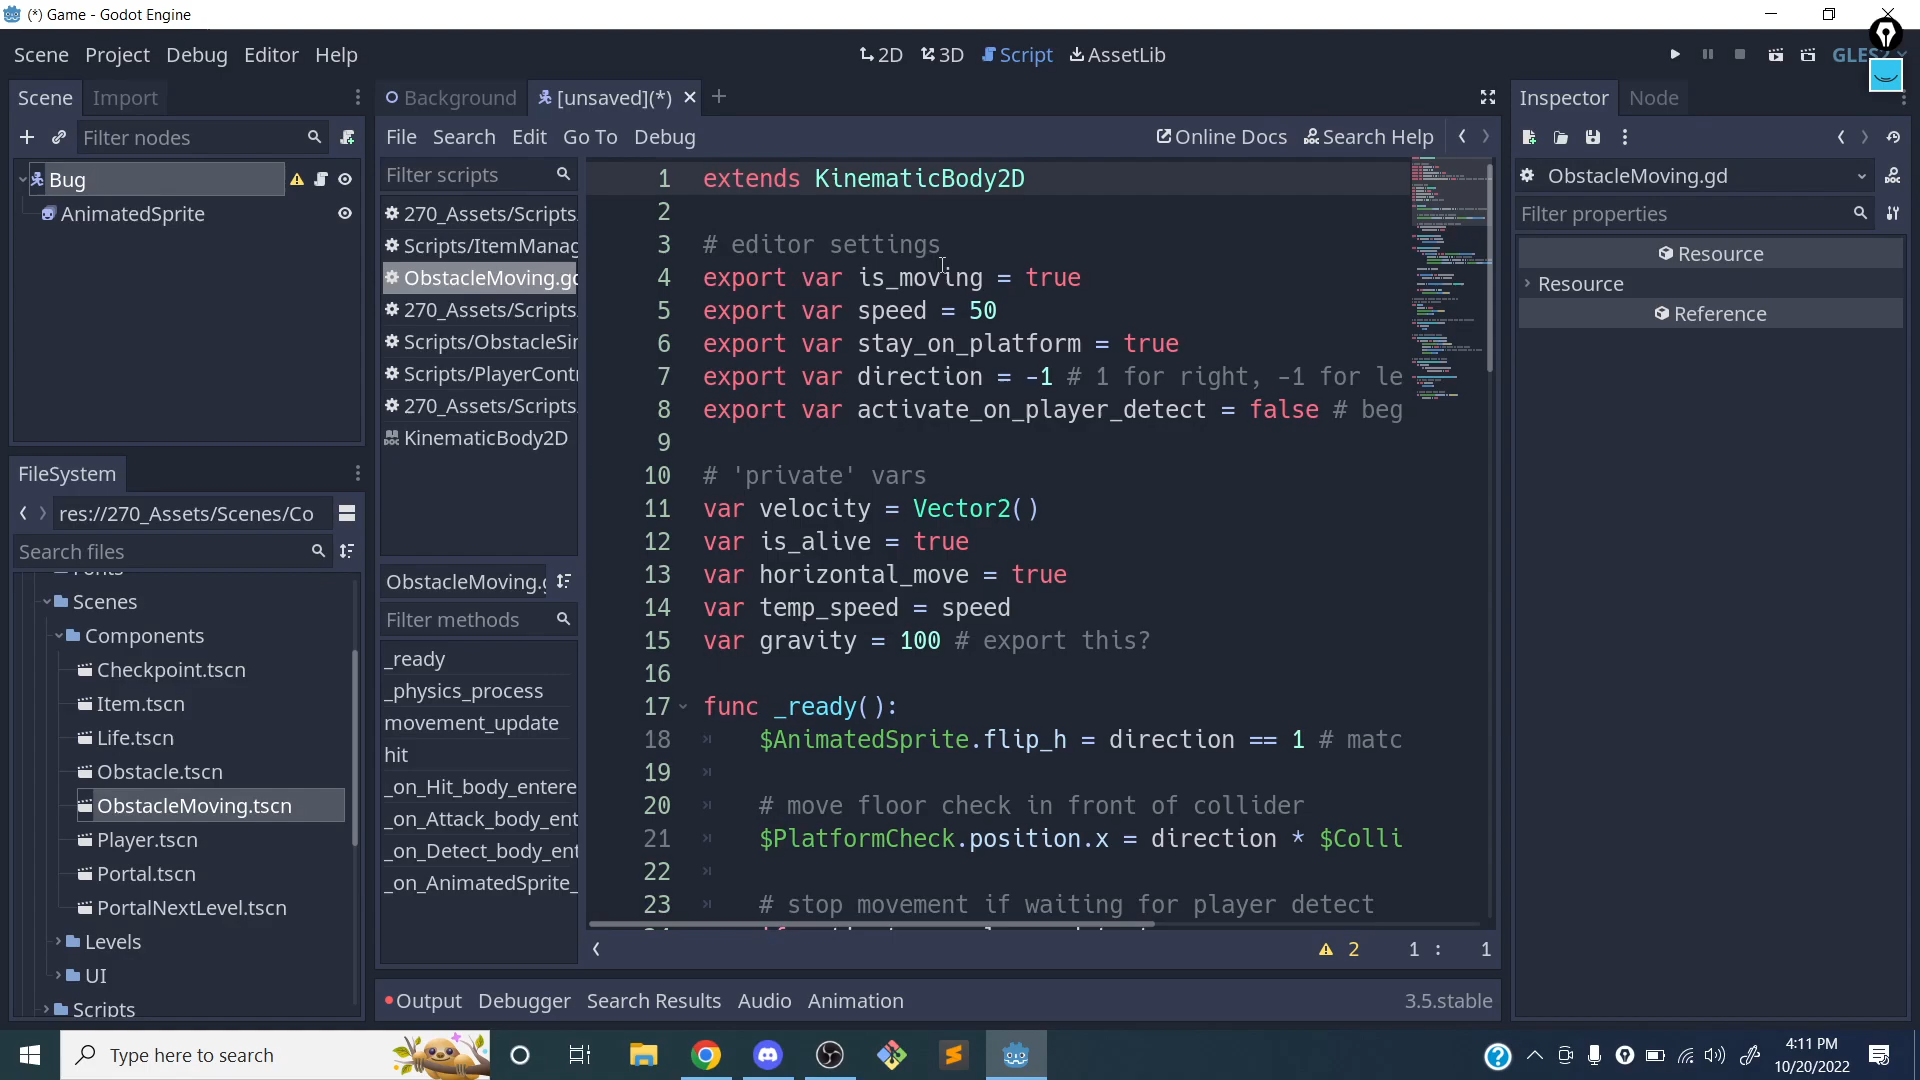 (*) Game - Godot Engine
Scene Project Debug Editor Help
2D 3D Script AssetLib
Scene Import
Background [unsaved](*)
Inspector Node
Filter nodes
File Search Edit Go To Debug
Online Docs Search Help
Bug
AnimatedSprite
Filter scripts
270_Assets/Scripts
Scripts/ItemManag
ObstacleMoving.g
270_Assets/Scripts
Scripts/ObstacleSi
Scripts/PlayerContr
270_Assets/Scripts
KinematicBody2D
ObstacleMoving.
Filter methods
_ready
_physics_process
movement_update
hit
_on_Hit_body_entere
_on_Attack_body_ent
_on_Detect_body_ent
_on_AnimatedSprite_
1 extends KinematicBody2D
2
3 # editor settings
4 export var is_moving = true
5 export var speed = 50
6 export var stay_on_platform = true
7 export var direction = -1 # 1 for right, -1 for le
8 export var activate_on_player_detect = false # beg
9
10 # 'private' vars
11 var velocity = Vector2()
12 var is_alive = true
13 var horizontal_move = true
14 var temp_speed = speed
15 var gravity = 100 # export this?
16
17 func _ready():
18 $AnimatedSprite.flip_h = direction == 1 # matc
19
20 # move floor check in front of collider
21 $PlatformCheck.position.x = direction * $Colli
22
23 # stop movement if waiting for player detect
2 1 : 1
ObstacleMoving.gd
Filter properties
Resource
Resource
Reference
FileSystem
res://270_Assets/Scenes/Co
Search files
Scenes
Components
Checkpoint.tscn
Item.tscn
Life.tscn
Obstacle.tscn
ObstacleMoving.tscn
Player.tscn
Portal.tscn
PortalNextLevel.tscn
Levels
UI
Scripts
Output Debugger Search Results Audio Animation
3.5.stable
Type here to search
4:11 PM
10/20/2022